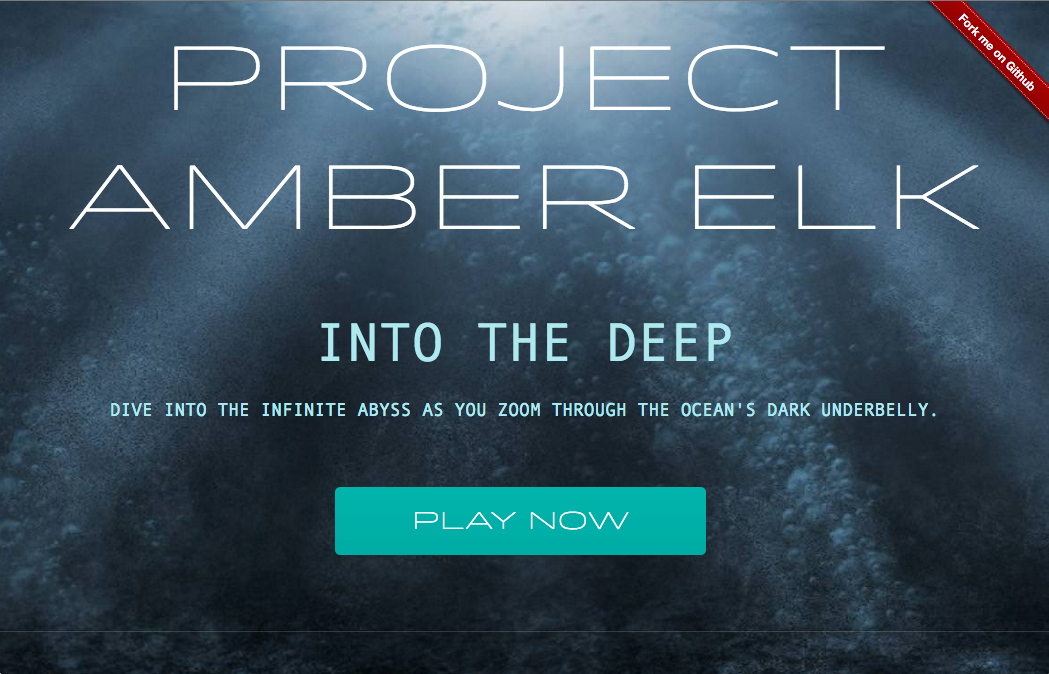 PROJECT
AMBER ELK
Fork me on Github
INTO THE DEEP
DIVE INTO THE INFINITE ABYSS AS YOU ZOOM THROUGH THE OCEAN'S DARK UNDERBELLY.
PLAY NOW